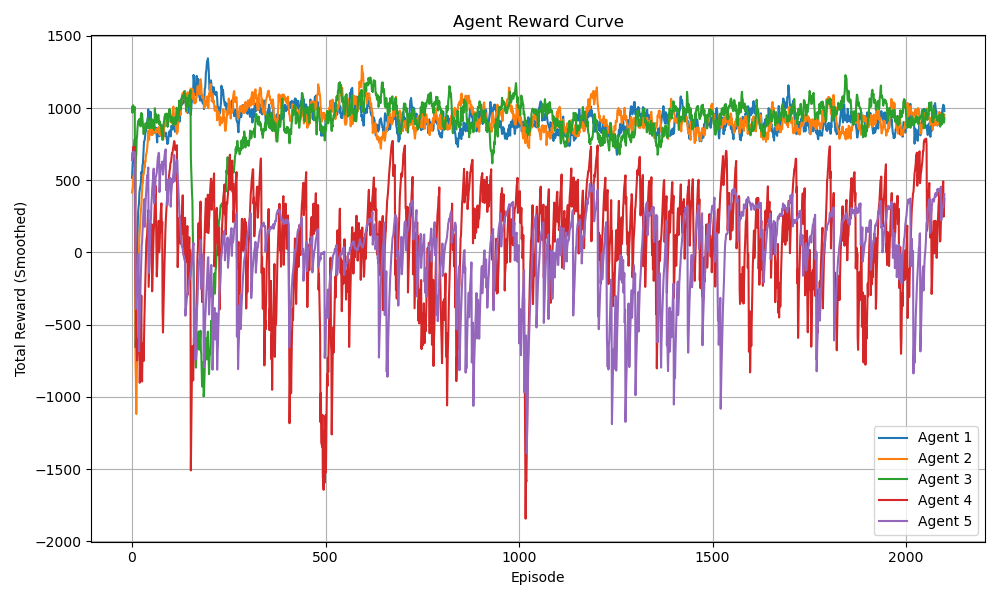 Agent Reward Curve
Total Reward (Smoothed)
1500
1000
500
0
−500
−1000
−1500
−2000
0 500 1000 1500 2000
Episode
Agent 1
Agent 2
Agent 3
Agent 4
Agent 5